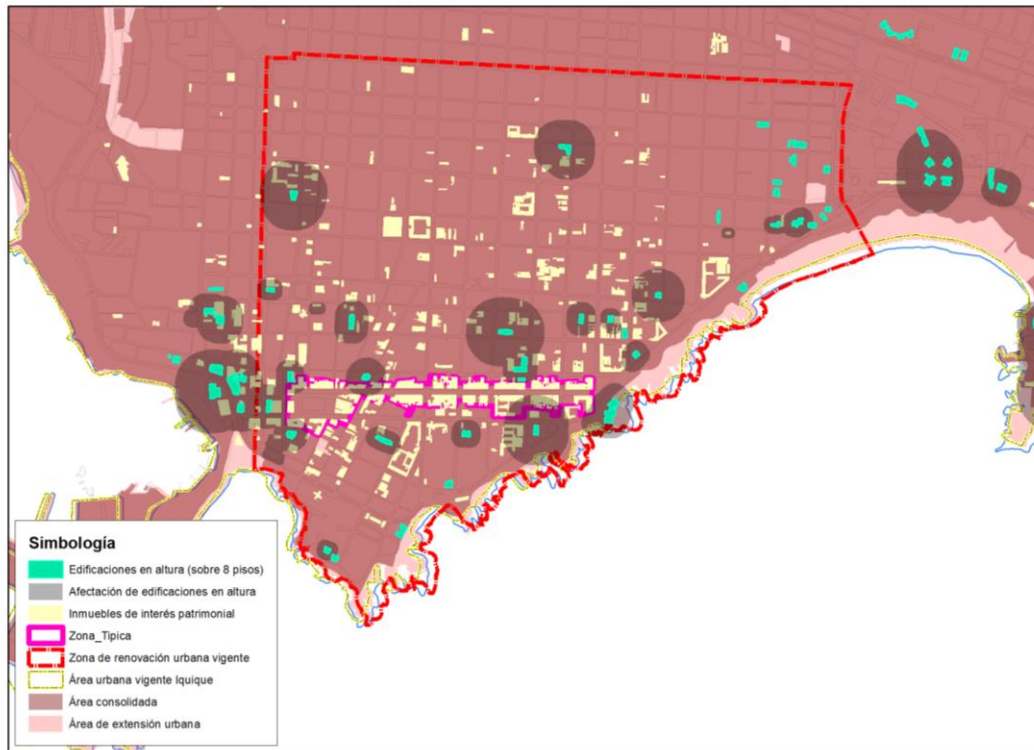 Simbología
Edificaciones en altura (sobre 8 pisos)
Afectación de edificaciones en altura
Inmuebles de interés patrimonial
Zona_Tipica
Zona de renovación urbana vigente
Área urbana vigente Iquique
Área consolidada
Área de extensión urbana